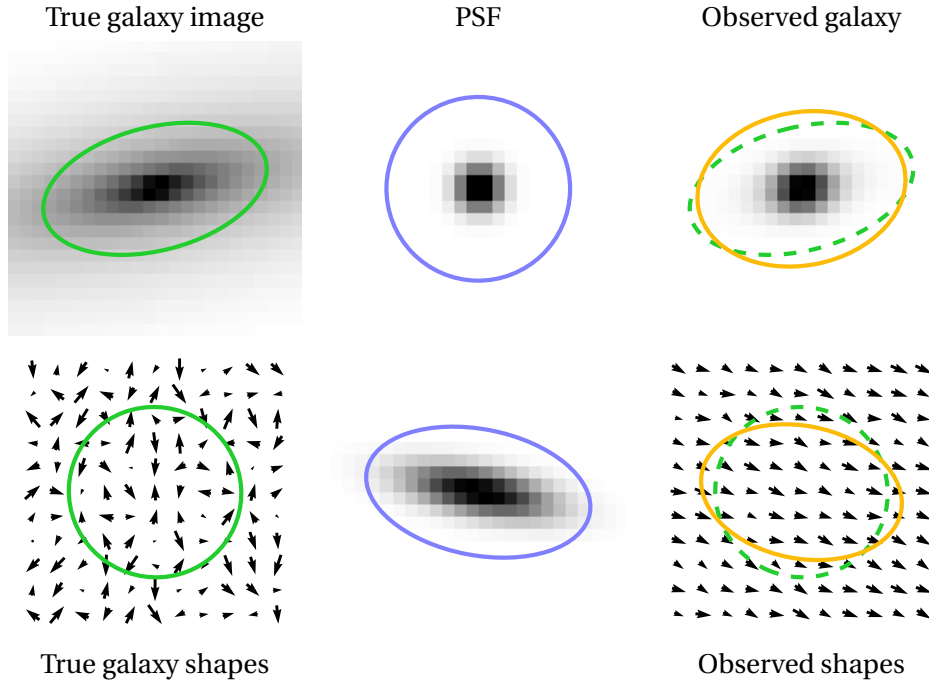 True galaxy image
PSF
Observed galaxy
True galaxy shapes
Observed shapes